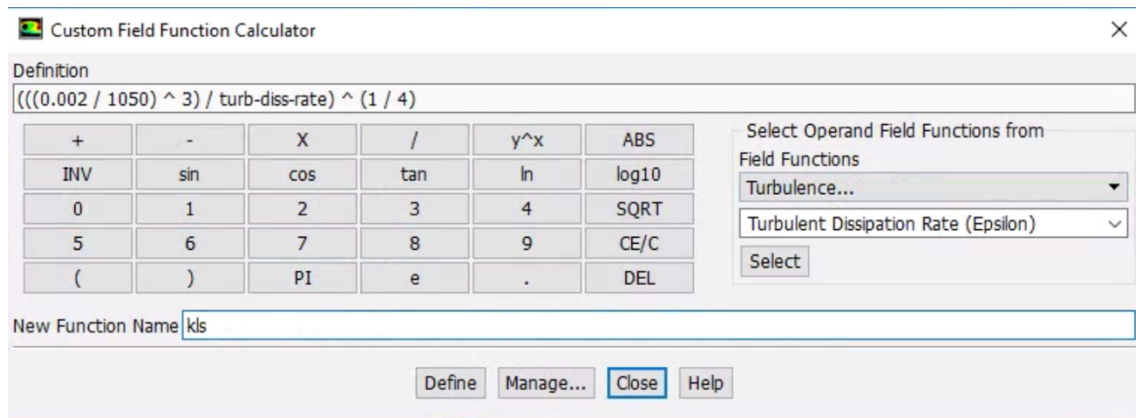 Custom Field Function Calculator
Definition
(((0.002 / 1050) ^ 3) / turb-diss-rate) ^ (1 / 4)
+ - X / y^x ABS
INV sin cos tan ln log10
0 1 2 3 4 SQRT
5 6 7 8 9 CE/C
( ) PI e . DEL
Select Operand Field Functions from
Field Functions
Turbulence...
Turbulent Dissipation Rate (Epsilon)
Select
New Function Name kls
Define Manage... Close Help